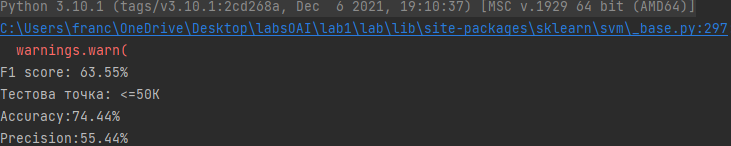 Python 3.10.1 (tags/v3.10.1:2cd268a, Dec  6 2021, 19:10:37) [MSC v.1929 64 bit (AMD64)]
C:\Users\franc\OneDrive\Desktop\labsOAI\lab1\lab\lib\site-packages\sklearn\svm\_base.py:297
  warnings.warn(
F1 score: 63.55%
Тестова точка: <=50K
Accuracy:74.44%
Precision:55.44%